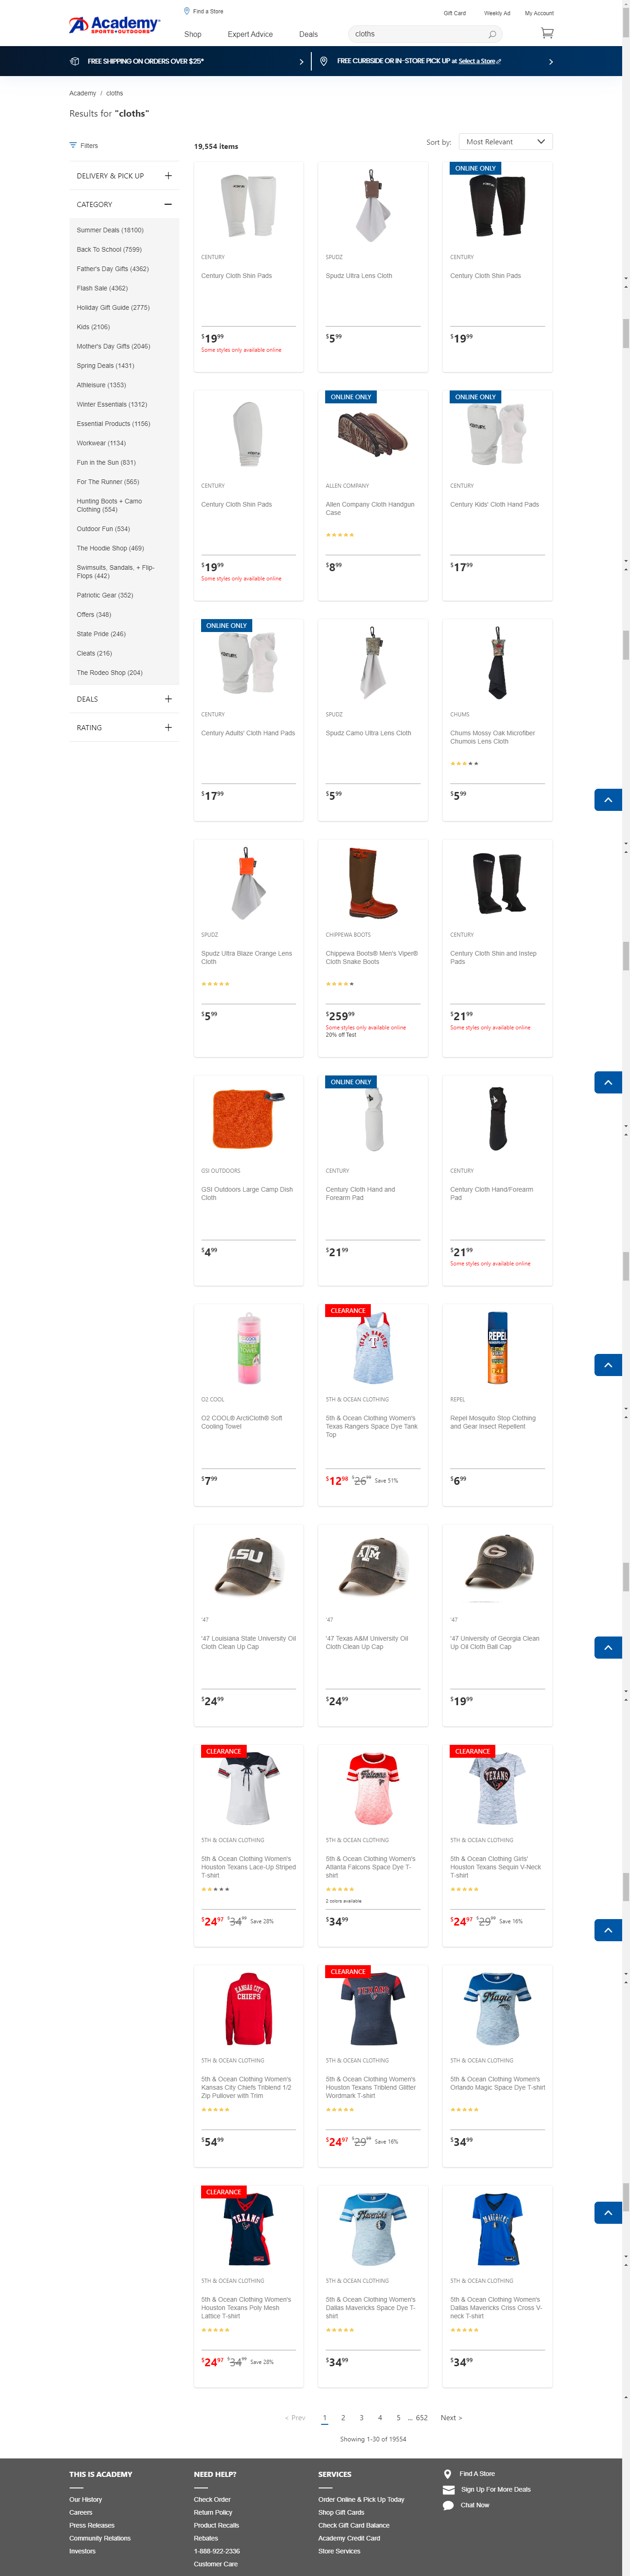 Find a Store
Gift Card
Weekly Ad
My Account
Academy
SPORTS+OUTDOORS
Shop
Expert Advice
Deals
cloths
FREE SHIPPING ON ORDERS OVER $25*
FREE CURBSIDE OR IN-STORE PICK UP at Select a Store
Academy / cloths
Results for "cloths"
Filters
19,554 items
Sort by:
Most Relevant
DELIVERY & PICK UP
CATEGORY
Summer Deals (18100)
Back To School (7599)
Father's Day Gifts (4362)
Flash Sale (4362)
Holiday Gift Guide (2775)
Kids (2106)
Mother's Day Gifts (2046)
Spring Deals (1431)
Athleisure (1353)
Winter Essentials (1312)
Essential Products (1156)
Workwear (1134)
Fun in the Sun (831)
For The Runner (565)
Hunting Boots + Camo
Clothing (554)
Outdoor Fun (534)
The Hoodie Shop (469)
Swimsuits, Sandals, + Flip-
Flops (442)
Patriotic Gear (352)
Offers (348)
State Pride (246)
Cleats (216)
The Rodeo Shop (204)
DEALS
RATING
CENTURY
Century Cloth Shin Pads
$19.99
Some styles only available online
SPUDZ
Spudz Ultra Lens Cloth
$5.99
ONLINE ONLY
CENTURY
Century Cloth Shin Pads
$19.99
CENTURY
Century Cloth Shin Pads
$19.99
Some styles only available online
ONLINE ONLY
ALLEN COMPANY
Allen Company Cloth Handgun
Case
$8.99
ONLINE ONLY
CENTURY
Century Kids' Cloth Hand Pads
$17.99
ONLINE ONLY
CENTURY
Century Adults' Cloth Hand Pads
$17.99
SPUDZ
Spudz Camo Ultra Lens Cloth
$5.99
CHUMS
Chums Mossy Oak Microfiber
Chumois Lens Cloth
$5.99
SPUDZ
Spudz Ultra Blaze Orange Lens
Cloth
$5.99
CHIPPEWA BOOTS
Chippewa Boots® Men's Viper®
Cloth Snake Boots
$259.99
Some styles only available online
20% off Test
CENTURY
Century Cloth Shin and Instep
Pads
$21.99
Some styles only available online
GSI OUTDOORS
GSI Outdoors Large Camp Dish
Cloth
$4.99
ONLINE ONLY
CENTURY
Century Cloth Hand and
Forearm Pad
$21.99
CENTURY
Century Cloth Hand/Forearm
Pad
$21.99
Some styles only available online
O2 COOL
O2 COOL® ArctiCloth® Soft
Cooling Towel
$7.99
CLEARANCE
TEXAS RANGERS
5TH & OCEAN CLOTHING
5th & Ocean Clothing Women's
Texas Rangers Space Dye Tank
Top
$12.98 $26.99 Save 51%
REPEL
REPEL
Repel Mosquito Stop Clothing
and Gear Insect Repellent
$6.99
LSU
'47
'47 Louisiana State University Oil
Cloth Clean Up Cap
$24.99
ATM
'47
'47 Texas A&M University Oil
Cloth Clean Up Cap
$24.99
G
'47
'47 University of Georgia Clean
Up Oil Cloth Ball Cap
$19.99
CLEARANCE
5TH & OCEAN CLOTHING
5th & Ocean Clothing Women's
Houston Texans Lace-Up Striped
T-shirt
$24.97 $34.99 Save 28%
Falcons
5TH & OCEAN CLOTHING
5th & Ocean Clothing Women's
Atlanta Falcons Space Dye T-
shirt
2 colors available
$34.99
CLEARANCE
TEXANS
5TH & OCEAN CLOTHING
5th & Ocean Clothing Girls'
Houston Texans Sequin V-Neck
T-shirt
$24.97 $29.99 Save 16%
KANSAS CITY
CHIEFS
5TH & OCEAN CLOTHING
5th & Ocean Clothing Women's
Kansas City Chiefs Triblend 1/2
Zip Pullover with Trim
$54.99
CLEARANCE
TEXANS
5TH & OCEAN CLOTHING
5th & Ocean Clothing Women's
Houston Texans Triblend Glitter
Wordmark T-shirt
$24.97 $29.99 Save 16%
Magic
5TH & OCEAN CLOTHING
5th & Ocean Clothing Women's
Orlando Magic Space Dye T-shirt
$34.99
CLEARANCE
TEXANS
5TH & OCEAN CLOTHING
5th & Ocean Clothing Women's
Houston Texans Poly Mesh
Lattice T-shirt
$24.97 $34.99 Save 28%
Mavericks
5TH & OCEAN CLOTHING
5th & Ocean Clothing Women's
Dallas Mavericks Space Dye T-
shirt
$34.99
MAVERICKS
5TH & OCEAN CLOTHING
5th & Ocean Clothing Women's
Dallas Mavericks Criss Cross V-
neck T-shirt
$34.99
< Prev 1 2 3 4 5 ... 652 Next >
Showing 1-30 of 19554
THIS IS ACADEMY
Our History
Careers
Press Releases
Community Relations
Investors
NEED HELP?
Check Order
Return Policy
Product Recalls
Rebates
1-888-922-2336
Customer Care
SERVICES
Order Online & Pick Up Today
Shop Gift Cards
Check Gift Card Balance
Academy Credit Card
Store Services
Find A Store
Sign Up For More Deals
Chat Now